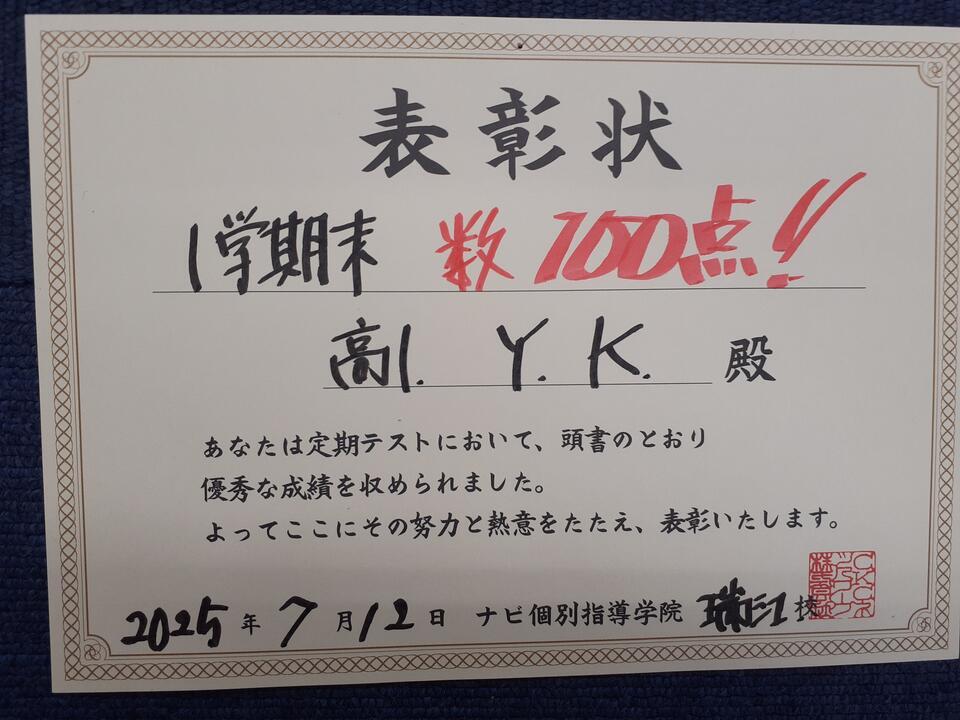 表彰状
1学期末 数100点!!
高1. Y. K. 殿
あなたは定期テストにおいて、頭書のとおり
優秀な成績を収められました。
よってここにその努力と熱意をたたえ、表彰いたします。
2025年7月12日 ナビ個別指導学院 瑞江校